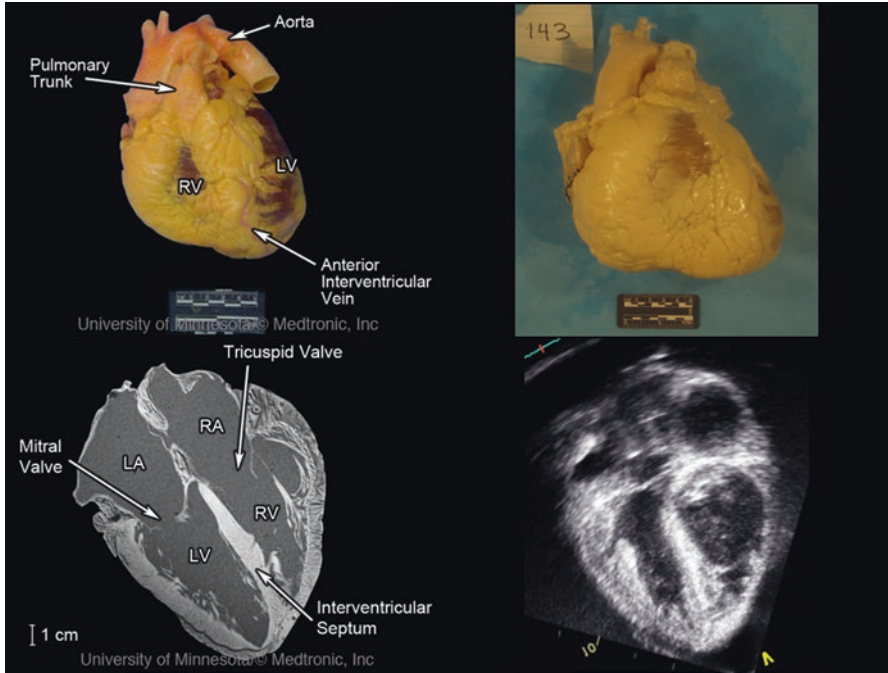 Aorta
Pulmonary
Trunk
LV
RV
Anterior
Interventricular
Vein
University of Minnesota/© Medtronic, Inc
143
Tricuspid Valve
RA
Mitral
Valve
LA
RV
LV
Interventricular
Septum
1 cm
University of Minnesota/© Medtronic, Inc
10
V